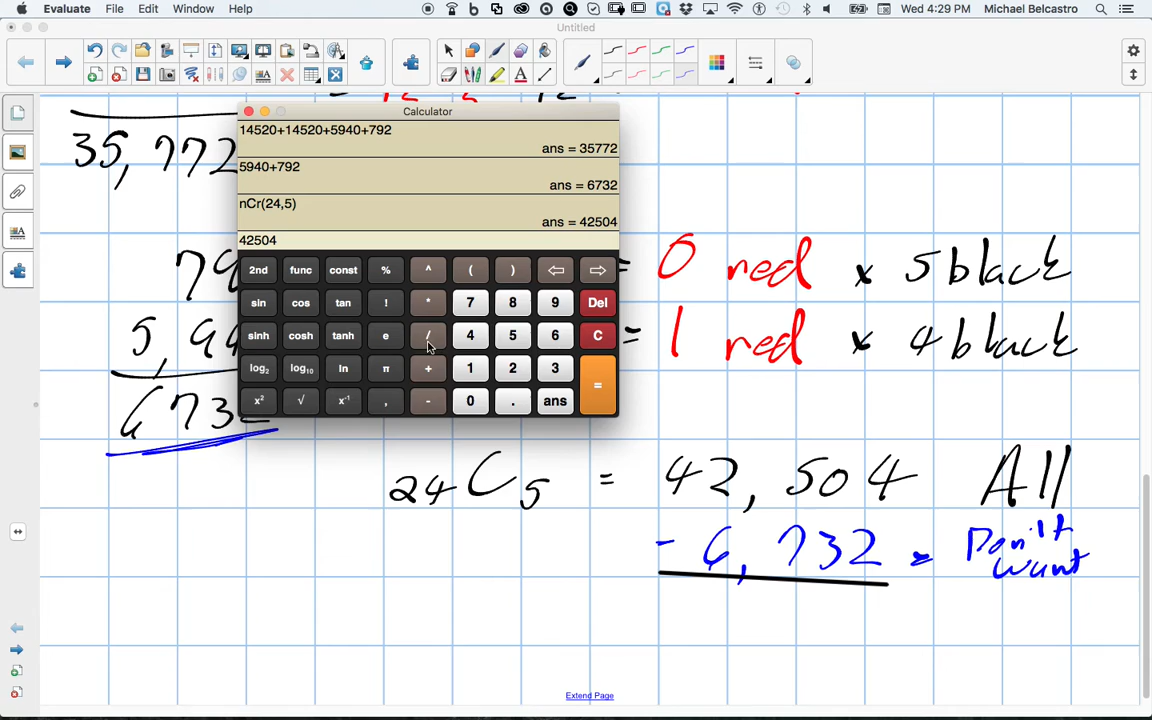 Evaluate File Edit Window Help Wed 4:29 PM Michael Belcastro
Untitled
35,772
Calculator
14520+14520+5940+792
ans = 35772
5940+792
ans = 6732
nCr(24,5)
ans = 42504
42504
2nd func const % ^ ( ) ⇦ ⇨
sin cos tan ! * 7 8 9 Del
sinh cosh tanh e / 4 5 6 C
log₂ log₁₀ ln π + 1 2 3 =
x² √ x⁻¹ , - 0 . ans
79 = 0 red x 5 black
5,94 = 1 red x 4 black
6732
₂₄C₅ = 42,504 All
- 6,732 = Don't
want
Extend Page